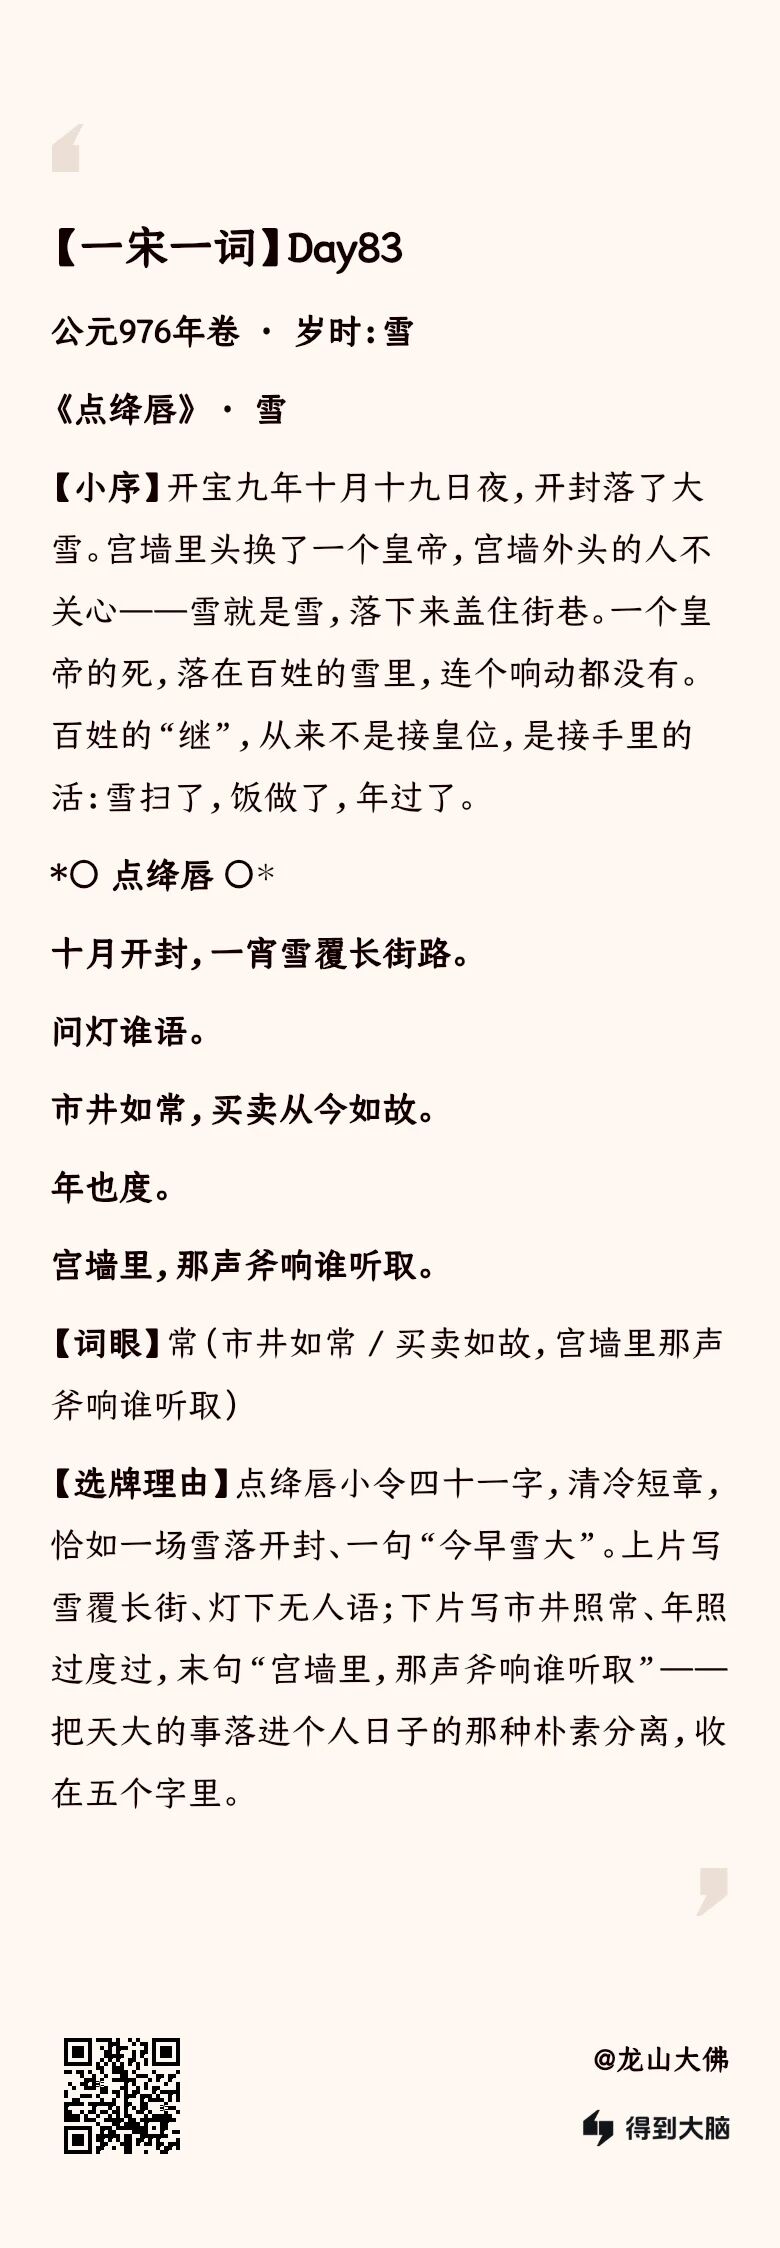 【一宋一词】Day83
公元976年卷 · 岁时:雪
《点绛唇》 · 雪
【小序】开宝九年十月十九日夜,开封落了大
雪。宫墙里头换了一个皇帝,宫墙外头的人不
关心——雪就是雪,落下来盖住街巷。一个皇
帝的死,落在百姓的雪里,连个响动都没有。
百姓的“继”,从来不是接皇位,是接手里的
活:雪扫了,饭做了,年过了。
*〇 点绛唇 〇*
十月开封,一宵雪覆长街路。
问灯谁语。
市井如常,买卖从今如故。
年也度。
宫墙里,那声斧响谁听取。
【词眼】常(市井如常 / 买卖如故,宫墙里那声
斧响谁听取)
【选牌理由】点绛唇小令四十一字,清冷短章,
恰如一场雪落开封、一句“今早雪大”。上片写
雪覆长街、灯下无人语;下片写市井照常、年照
过度过,末句“宫墙里,那声斧响谁听取”——
把天大的事落进个人日子的那种朴素分离,收
在五个字里。
@龙山大佛
得到大脑